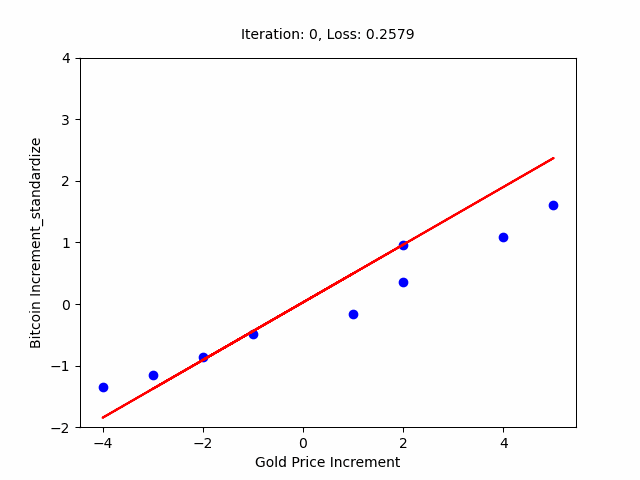 Iteration: 0, Loss: 0.2579
4
3
2
1
0
−1
−2
Bitcoin Increment_standardize
−4 −2 0 2 4
Gold Price Increment